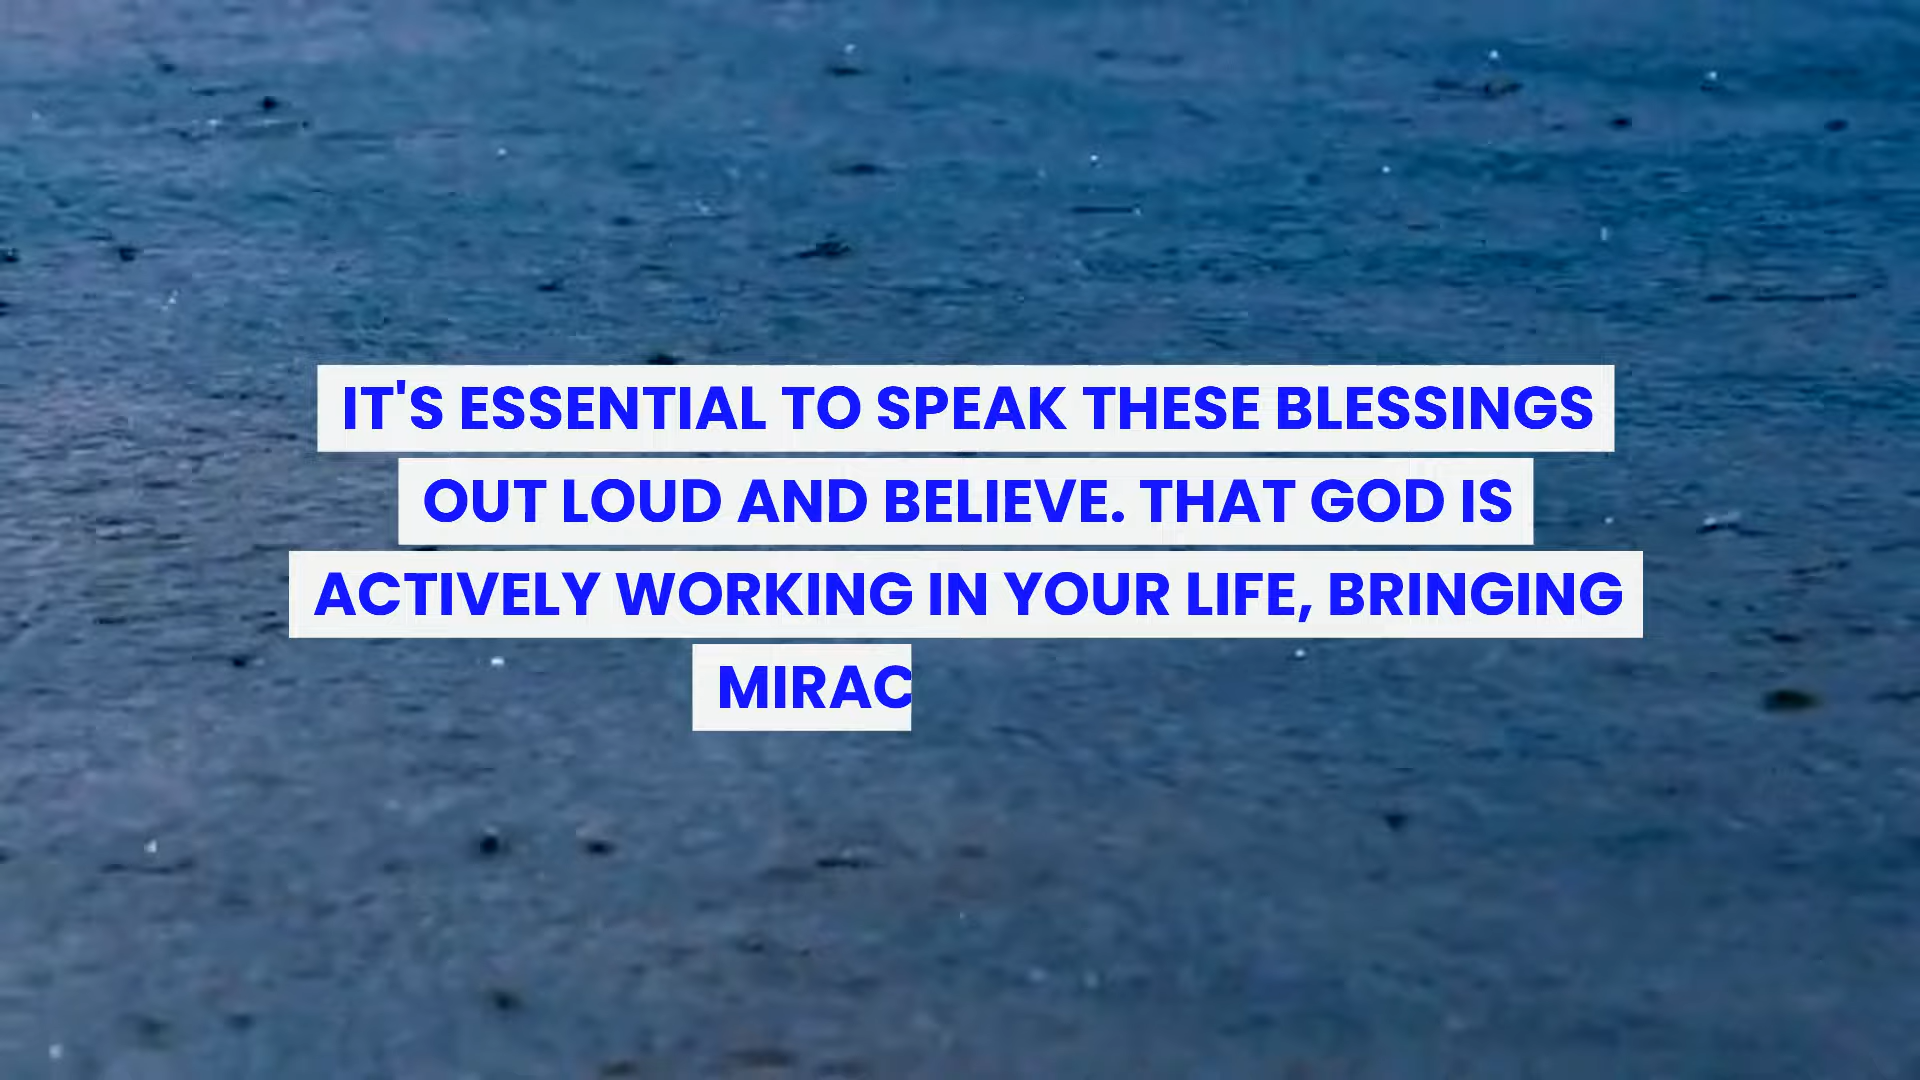 IT'S ESSENTIAL TO SPEAK THESE BLESSINGS
OUT LOUD AND BELIEVE. THAT GOD IS
ACTIVELY WORKING IN YOUR LIFE, BRINGING
MIRAC